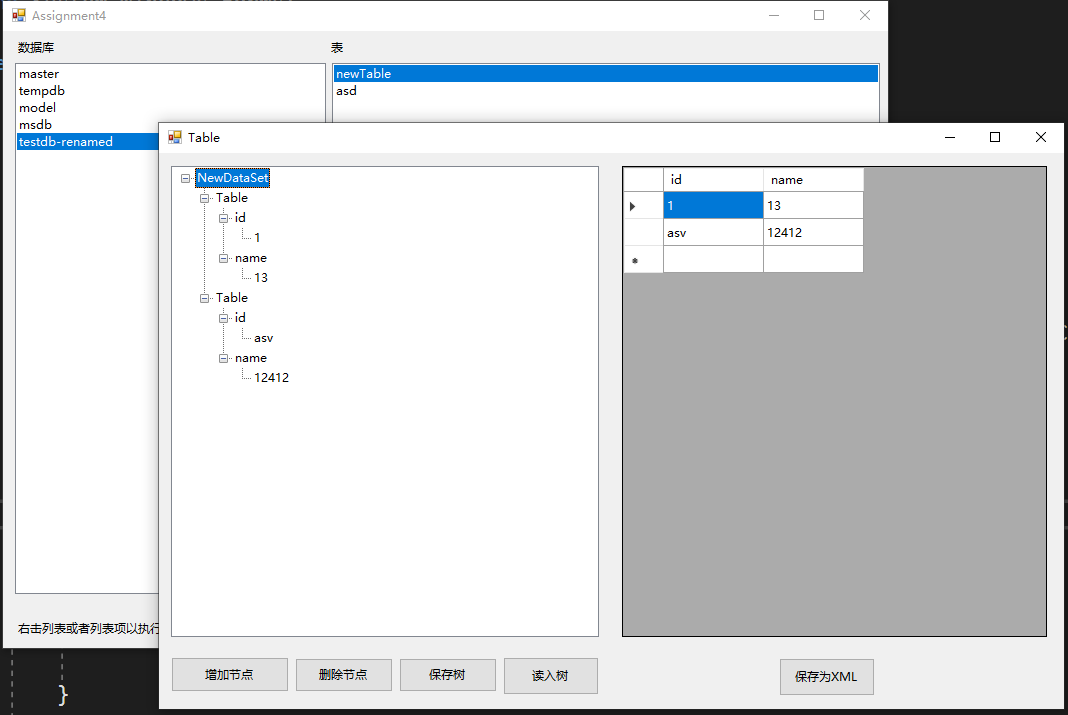 Assignment4
数据库
表
master
tempdb
model
msdb
testdb-renamed
newTable
asd
Table
NewDataSet
Table
id
1
name
13
Table
id
asv
name
12412
id name
1 13
asv 12412
右击列表或者列表项以执行
增加节点 删除节点 保存树 读入树 保存为XML
}